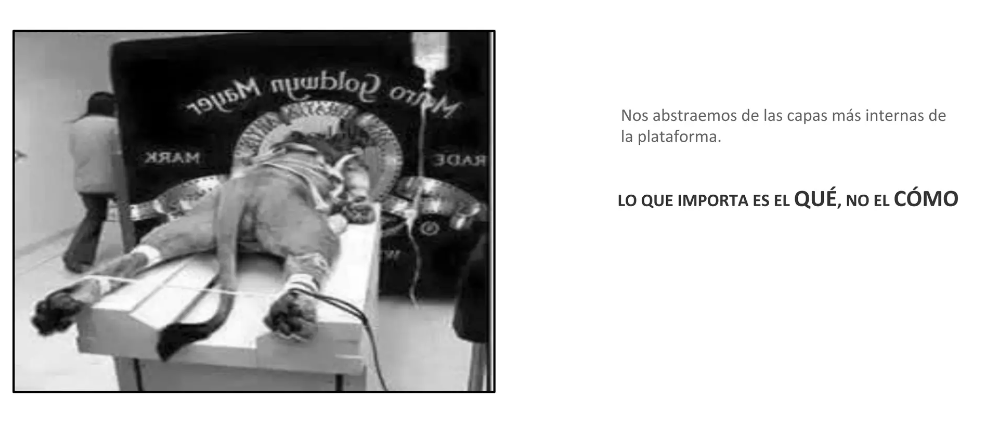 Metro Goldwyn Mayer
TRADE MARK
Nos abstraemos de las capas más internas de
la plataforma.
LO QUE IMPORTA ES EL QUÉ, NO EL CÓMO